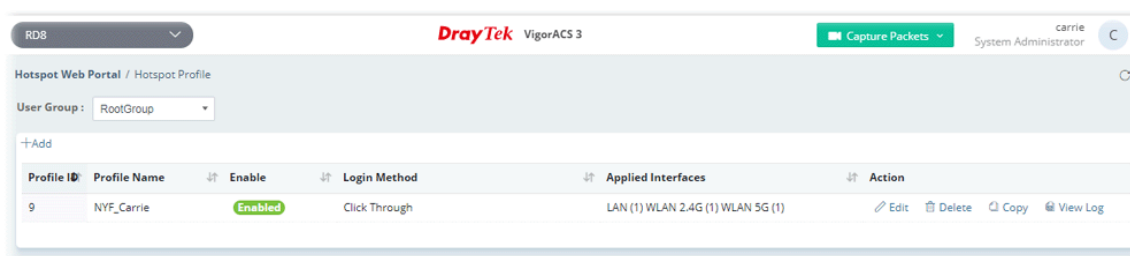 RD8 DrayTek VigorACS 3 Capture Packets carrie
System Administrator C
Hotspot Web Portal / Hotspot Profile
User Group : RootGroup
+Add
Profile ID Profile Name Enable Login Method Applied Interfaces Action
9 NYF_Carrie Enabled Click Through LAN (1) WLAN 2.4G (1) WLAN 5G (1) Edit Delete Copy View Log